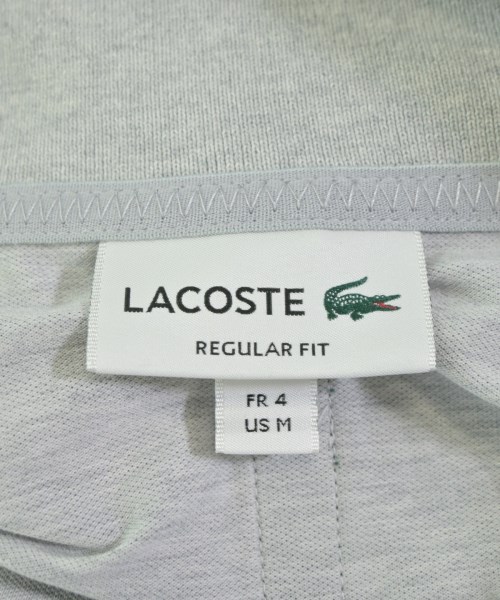 LACOSTE
REGULAR FIT
FR 4
US M